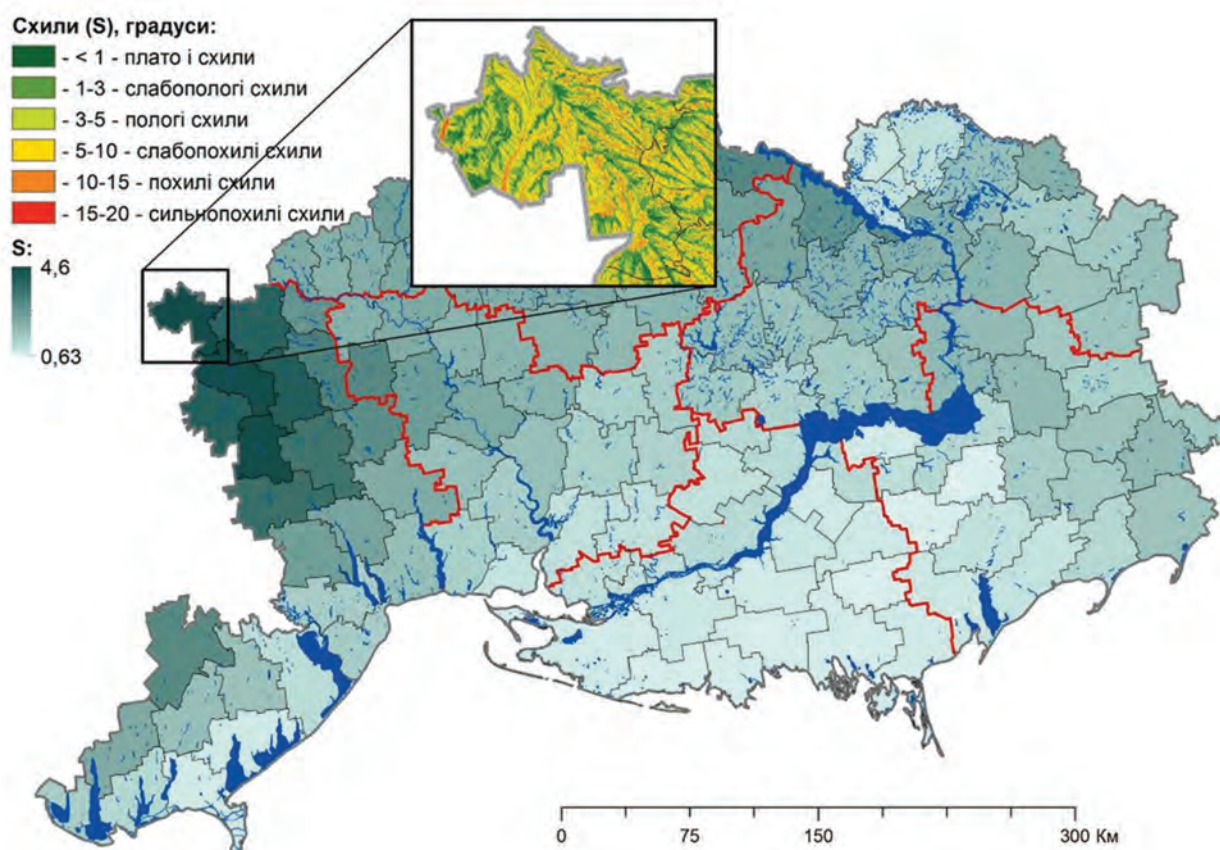 Схили (S), градуси:
- < 1 - плато і схили
- 1-3 - слабопологі схили
- 3-5 - пологі схили
- 5-10 - слабопохилі схили
- 10-15 - похилі схили
- 15-20 - сильнопохилі схили
S:
4,6
0,63
0 75 150 300 Км